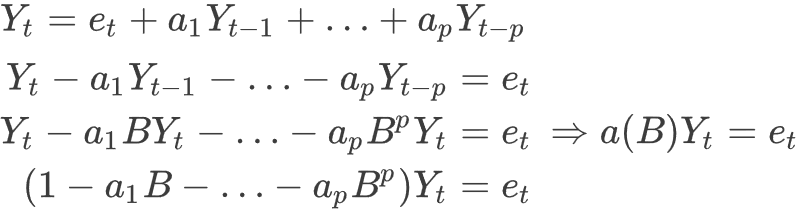 Y_t = e_t + a_1 Y_{t-1} + … + a_p Y_{t-p}
Y_t - a_1 Y_{t-1} - … - a_p Y_{t-p} = e_t
Y_t - a_1 B Y_t - … - a_p B^p Y_t = e_t ⇒ a(B) Y_t = e_t
(1 - a_1 B - … - a_p B^p) Y_t = e_t